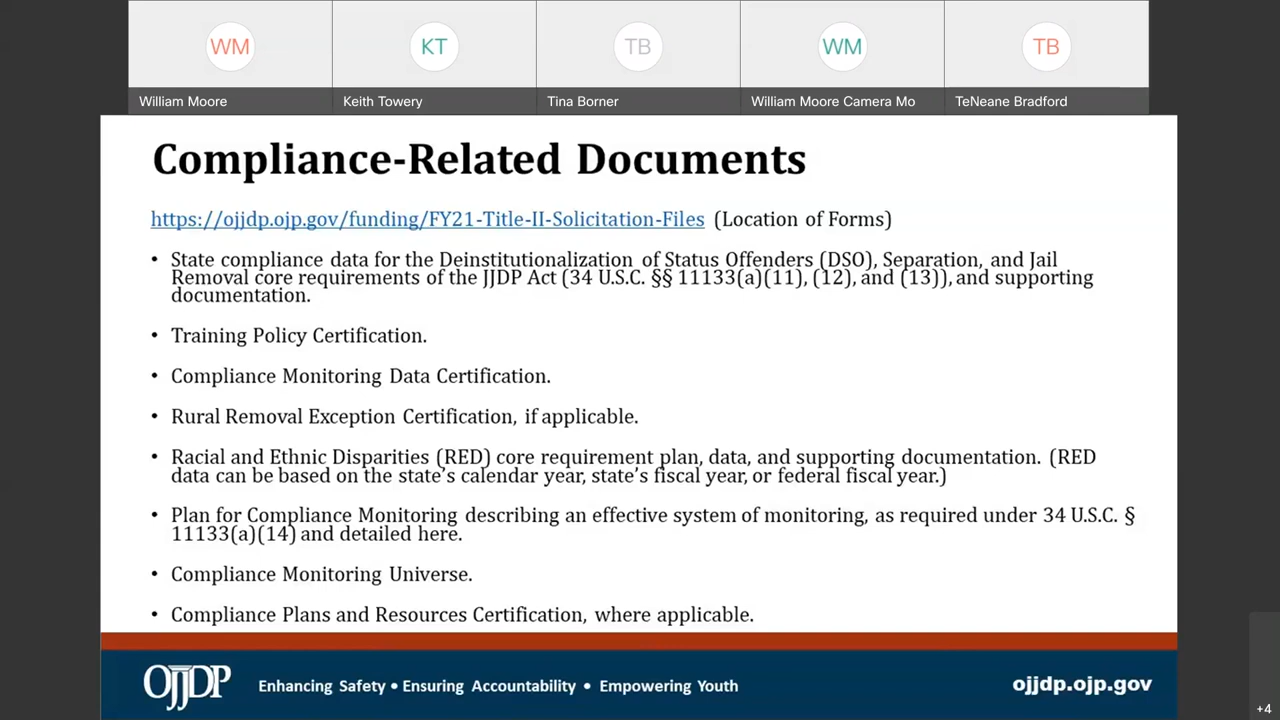 WM
KT
TB
WM
TB
William Moore
Keith Towery
Tina Borner
William Moore Camera Mo
TeNeane Bradford
Compliance-Related Documents
https://ojjdp.ojp.gov/funding/FY21-Title-II-Solicitation-Files (Location of Forms)
• State compliance data for the Deinstitutionalization of Status Offenders (DSO), Separation, and Jail
Removal core requirements of the JJDP Act (34 U.S.C. §§ 11133(a)(11), (12), and (13)), and supporting
documentation.
• Training Policy Certification.
• Compliance Monitoring Data Certification.
• Rural Removal Exception Certification, if applicable.
• Racial and Ethnic Disparities (RED) core requirement plan, data, and supporting documentation. (RED
data can be based on the state's calendar year, state's fiscal year, or federal fiscal year.)
• Plan for Compliance Monitoring describing an effective system of monitoring, as required under 34 U.S.C. §
11133(a)(14) and detailed here.
• Compliance Monitoring Universe.
• Compliance Plans and Resources Certification, where applicable.
OJJDP
Enhancing Safety • Ensuring Accountability • Empowering Youth
ojjdp.ojp.gov
+4